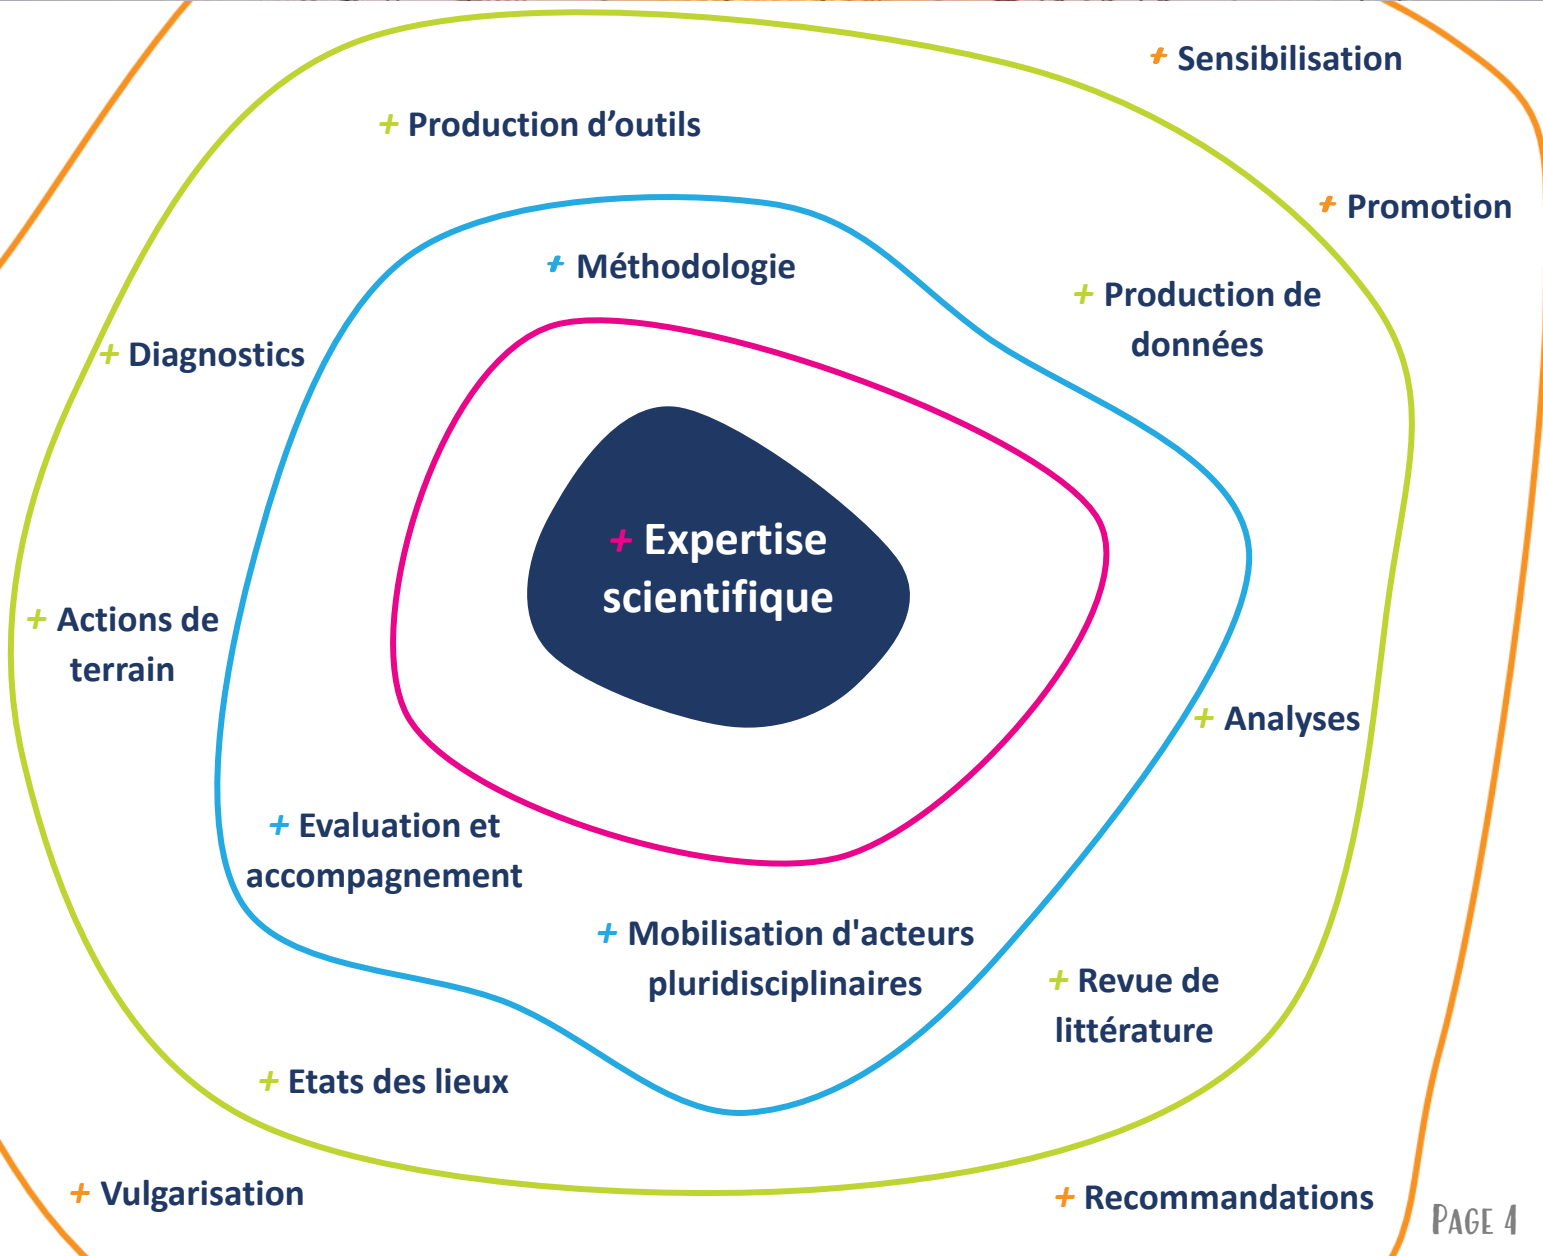 + Sensibilisation
+ Production d’outils
+ Promotion
+ Méthodologie
+ Production de
données
+ Diagnostics
+ Expertise
scientifique
+ Actions de
terrain
+ Analyses
+ Evaluation et
accompagnement
+ Mobilisation d'acteurs
pluridisciplinaires
+ Revue de
littérature
+ Etats des lieux
+ Vulgarisation
+ Recommandations
PAGE 4